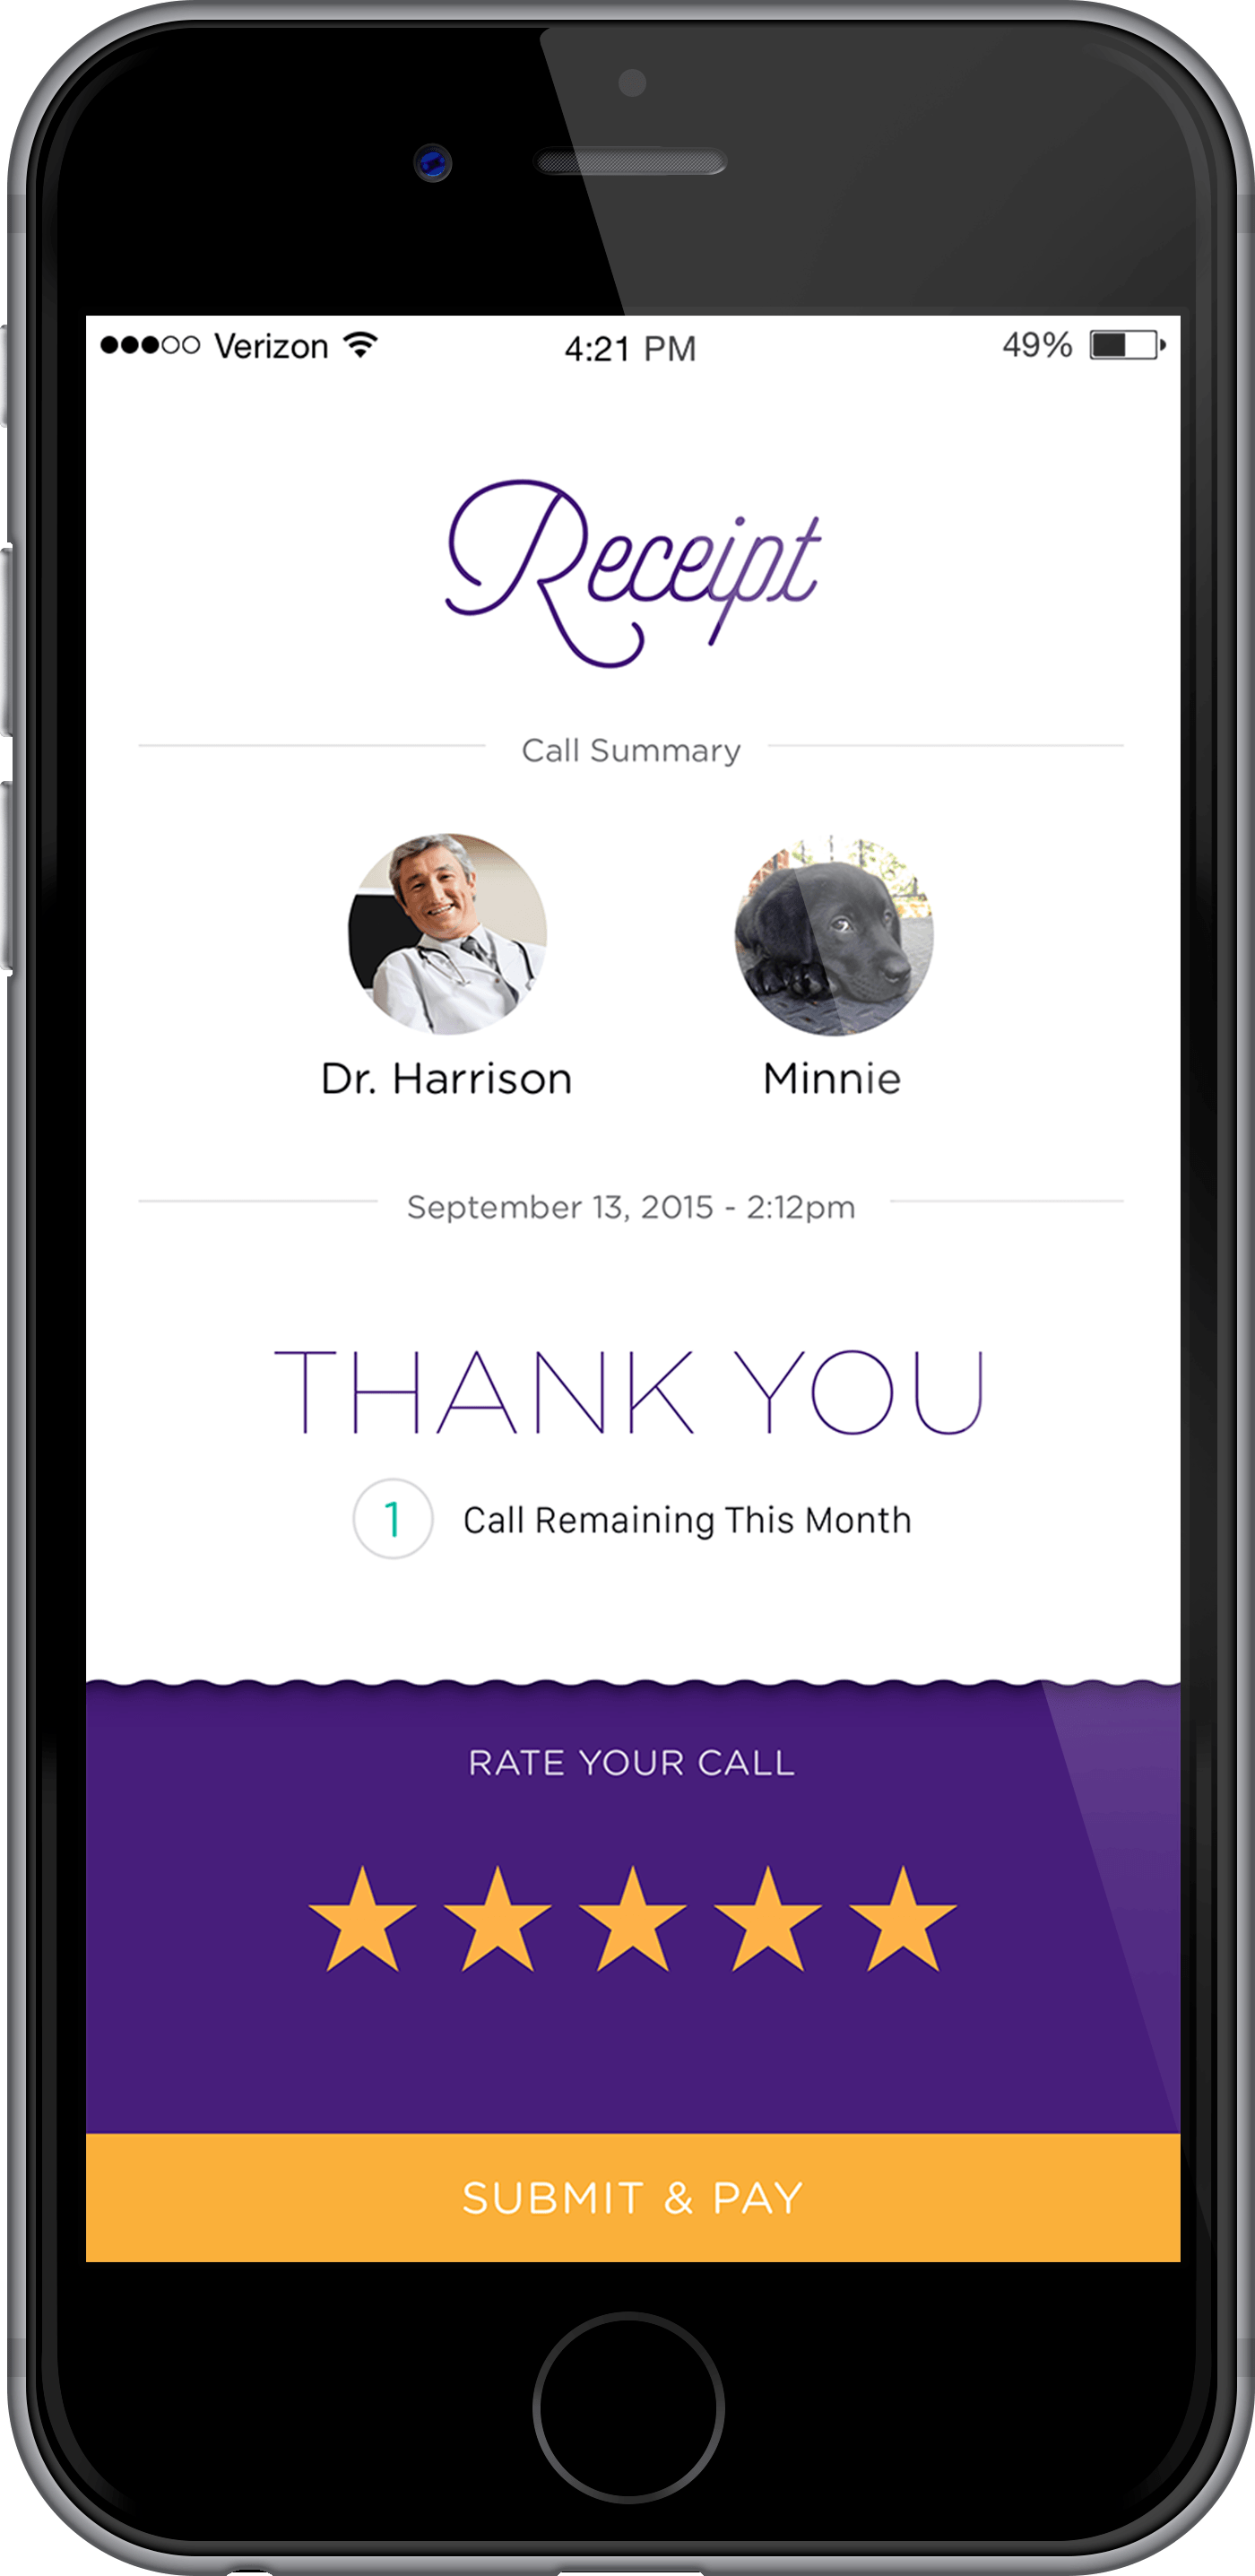 Verizon 4:21 PM 49%
Receipt
Call Summary
Dr. Harrison Minnie
September 13, 2015 - 2:12pm
THANK YOU
1 Call Remaining This Month
RATE YOUR CALL
SUBMIT & PAY